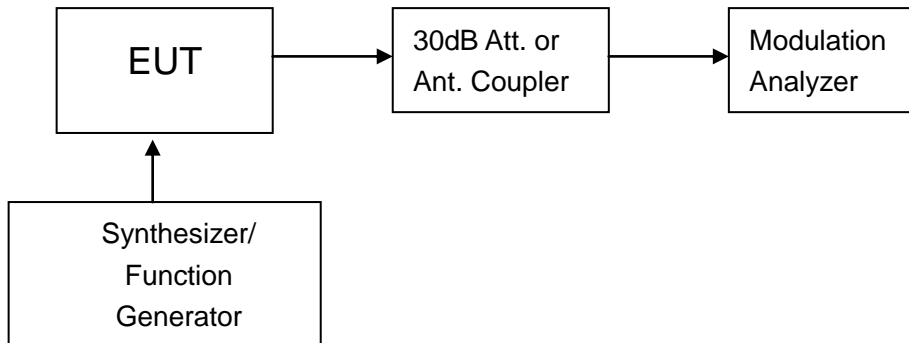 EUT
30dB Att. or
Ant. Coupler
Modulation
Analyzer
Synthesizer/
Function
Generator